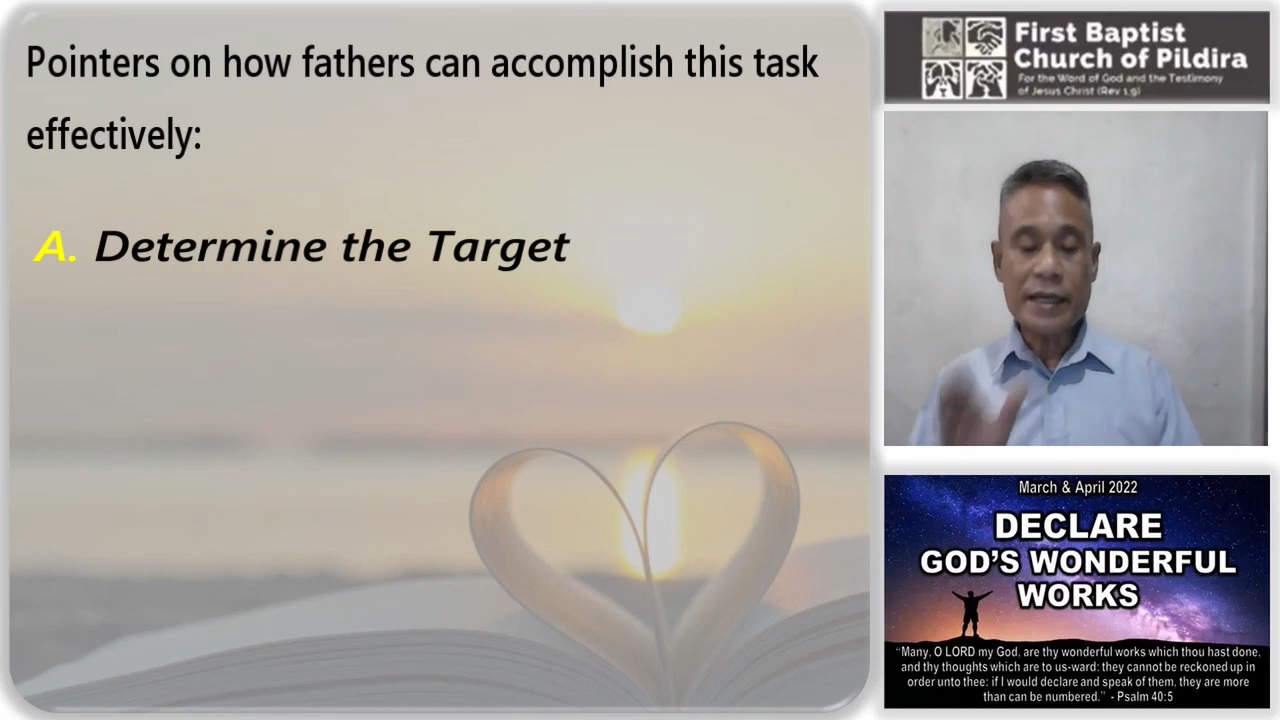 Pointers on how fathers can accomplish this task
effectively:
A. Determine the Target
First Baptist
Church of Pildira
For the Word of God and the Testimony
of Jesus Christ (Rev 1:9)
March & April 2022
DECLARE
GOD'S WONDERFUL
WORKS
"Many, O LORD my God, are thy wonderful works which thou hast done,
and thy thoughts which are to us-ward: they cannot be reckoned up in
order unto thee: if I would declare and speak of them, they are more
than can be numbered." - Psalm 40:5